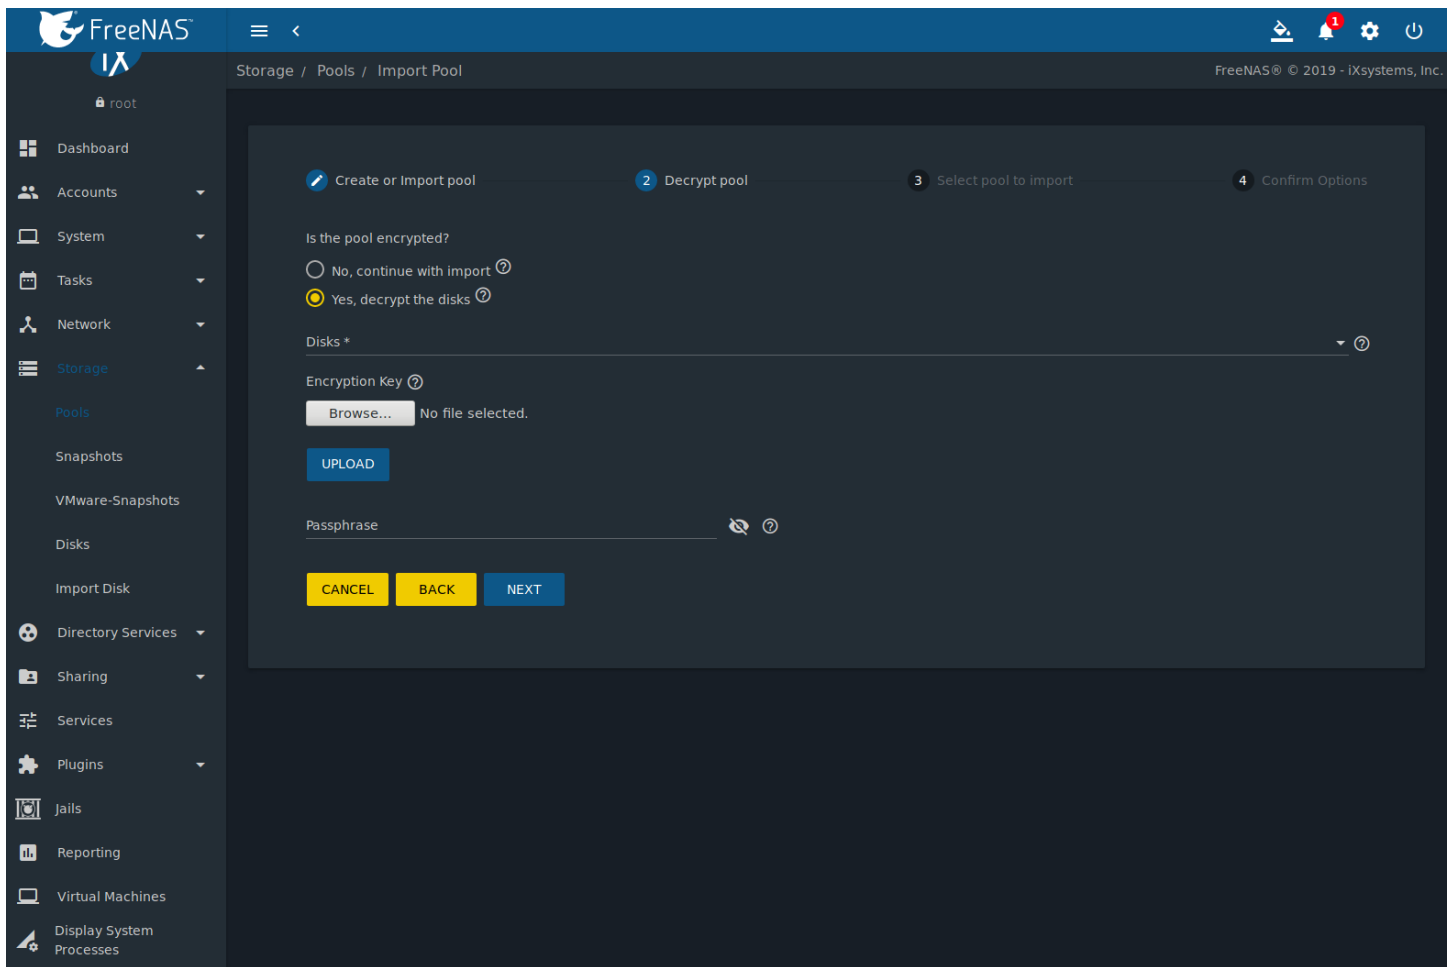 FreeNAS®
1
Storage / Pools / Import Pool
FreeNAS® © 2019 - iXsystems, Inc.
iX
root
Dashboard
Accounts
System
Tasks
Network
Storage
Pools
Snapshots
VMware-Snapshots
Disks
Import Disk
Directory Services
Sharing
Services
Plugins
Jails
Reporting
Virtual Machines
Display System
Processes
Create or Import pool
2 Decrypt pool
3 Select pool to import
4 Confirm Options
Is the pool encrypted?
No, continue with import
Yes, decrypt the disks
Disks *
Encryption Key
Browse... No file selected.
UPLOAD
Passphrase
CANCEL BACK NEXT